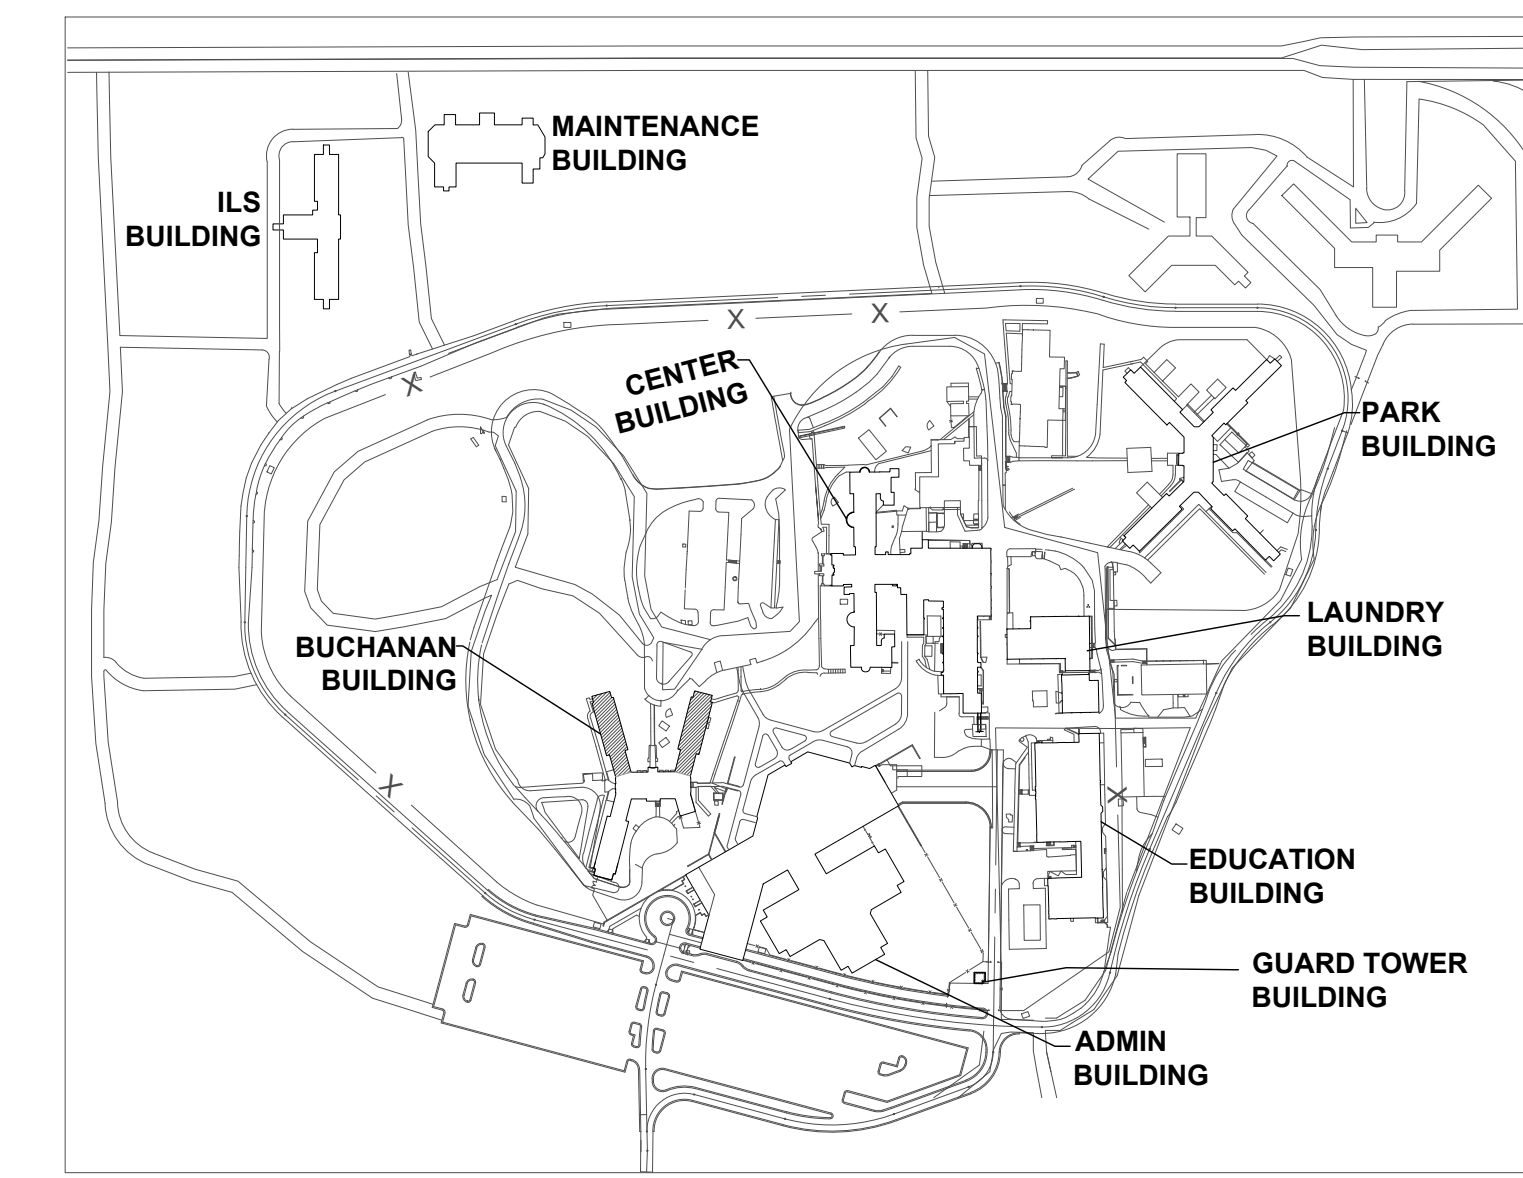 MAINTENANCE
BUILDING
ILS
BUILDING
X
X
CENTER
BUILDING
X
PARK
BUILDING
LAUNDRY
BUILDING
BUCHANAN
BUILDING
X
X
EDUCATION
BUILDING
GUARD TOWER
BUILDING
ADMIN
BUILDING